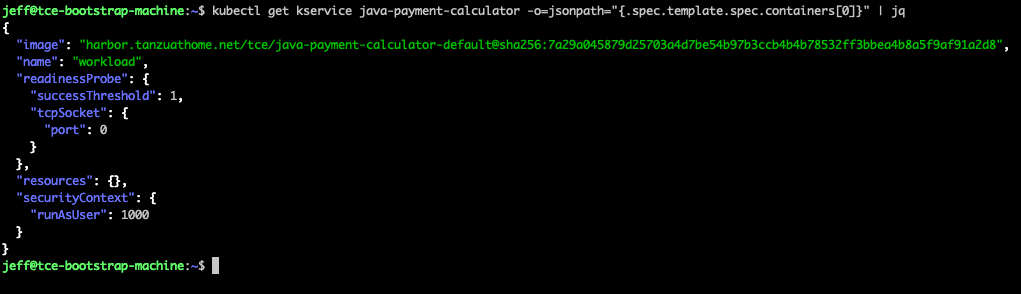 jeff@tce-bootstrap-machine:~$ kubectl get kservice java-payment-calculator -o=jsonpath="{.spec.template.spec.containers[0]}" | jq
{
  "image": "harbor.tanzuathome.net/tce/java-payment-calculator-default@sha256:7a29a045879d25703a4d7be54b97b3ccb4b4b78532ff3bbea4b8a5f9af91a2d8",
  "name": "workload",
  "readinessProbe": {
    "successThreshold": 1,
    "tcpSocket": {
      "port": 0
    }
  },
  "resources": {},
  "securityContext": {
    "runAsUser": 1000
  }
}
jeff@tce-bootstrap-machine:~$